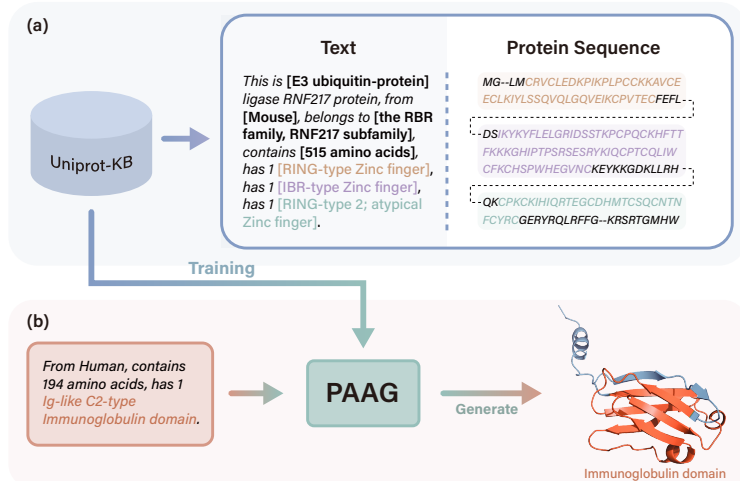 (a)
Text
Protein Sequence
Uniprot-KB
This is [E3 ubiquitin-protein]
ligase RNF217 protein, from
[Mouse], belongs to [the RBR
family, RNF217 subfamily],
contains [515 amino acids],
has 1 [RING-type Zinc finger],
has 1 [IBR-type Zinc finger],
has 1 [RING-type 2; atypical
Zinc finger].
MG--LMCRVCLEDKPIKPLPCCKKAVCE
ECLKIYLSSQVQLGQVEIKCPVTECFEFL
DSIKYKYFLELGRIDSSTKPCPQCKHFTT
FKKKGHIPTPSRSESRYKIQCPTCQLIW
CFKCHSPWHEGVNCKEYKKGDKLLRH
QKCPKCKIHIQRTEGCDHMTCSQCNTN
FCYRCGERYRQLRFFG--KRSRTGMHW
Training
(b)
From Human, contains
194 amino acids, has 1
Ig-like C2-type
Immunoglobulin domain.
PAAG
Generate
Immunoglobulin domain